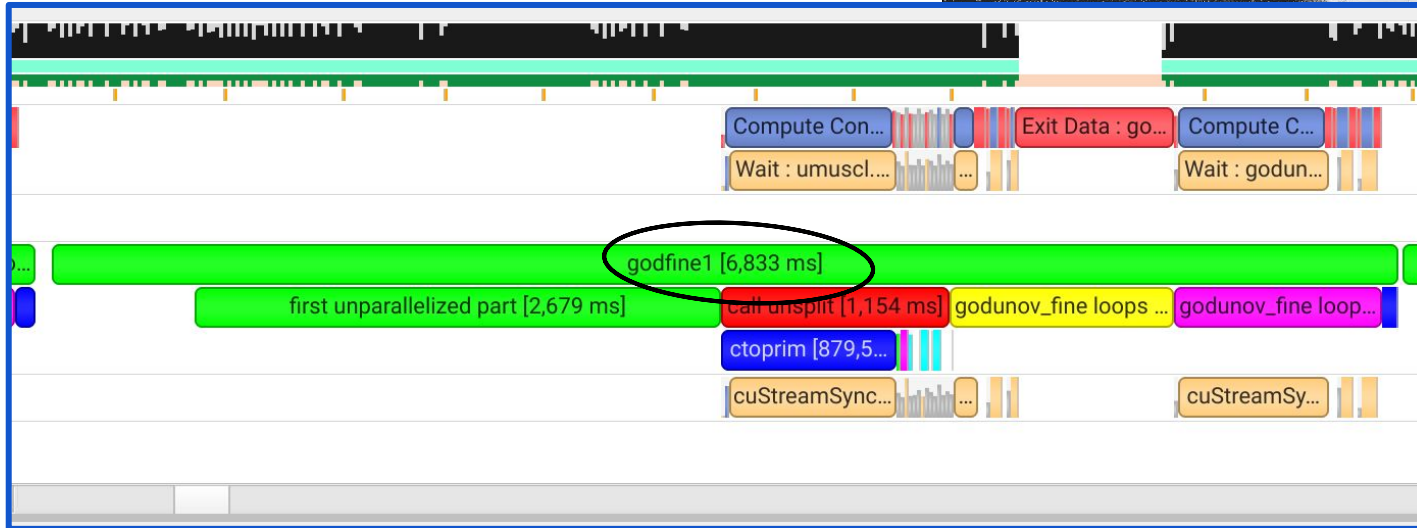 Compute Con...
Exit Data : go...
Compute C...
Wait : umuscl....
...
Wait : godun...
)...
godfine1 [6,833 ms]
first unparallelized part [2,679 ms]
call unsplit [1,154 ms]
godunov_fine loops ...
godunov_fine loop...
ctoprim [879,5...
cuStreamSync...
...
cuStreamSy...